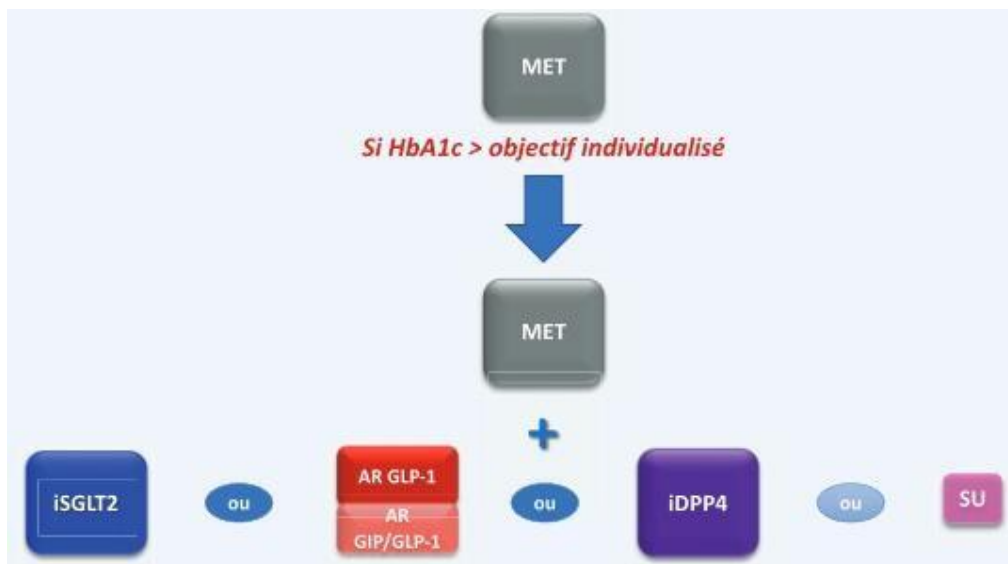 MET
Si HbA1c > objectif individualisé
MET
+
iSGLT2
ou
AR GLP-1
AR
GIP/GLP-1
ou
iDPP4
ou
SU